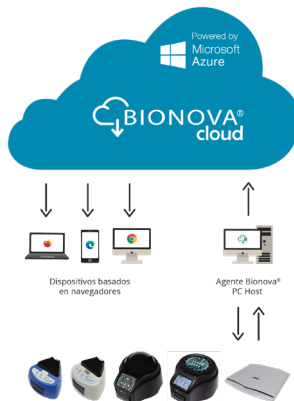 Powered by
Microsoft
Azure
BIONOVA®
cloud
Dispositivos basados
en navegadores
Agente Bionova®
PC Host